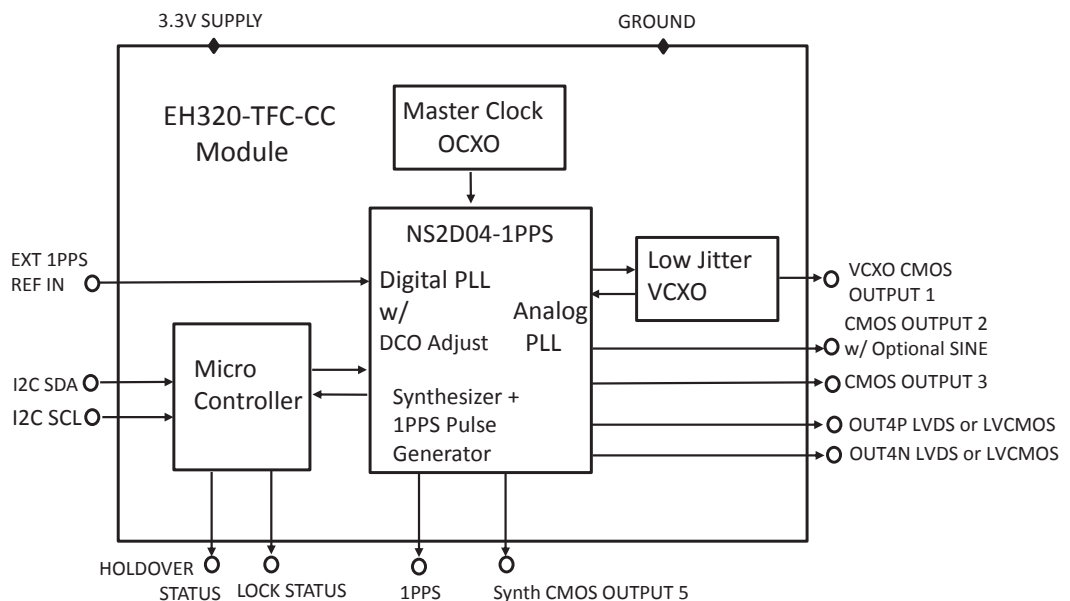 3.3V SUPPLY
GROUND
EH320-TFC-CC
Module
Master Clock
OCXO
NS2D04-1PPS
Digital PLL
w/
DCO Adjust
Analog
PLL
Synthesizer +
1PPS Pulse
Generator
Low Jitter
VCXO
EXT 1PPS
REF IN
Micro
Controller
I2C SDA
I2C SCL
VCXO CMOS
OUTPUT 1
CMOS OUTPUT 2
w/ Optional SINE
CMOS OUTPUT 3
OUT4P LVDS or LVCMOS
OUT4N LVDS or LVCMOS
HOLDOVER
STATUS
LOCK STATUS
1PPS
Synth CMOS OUTPUT 5